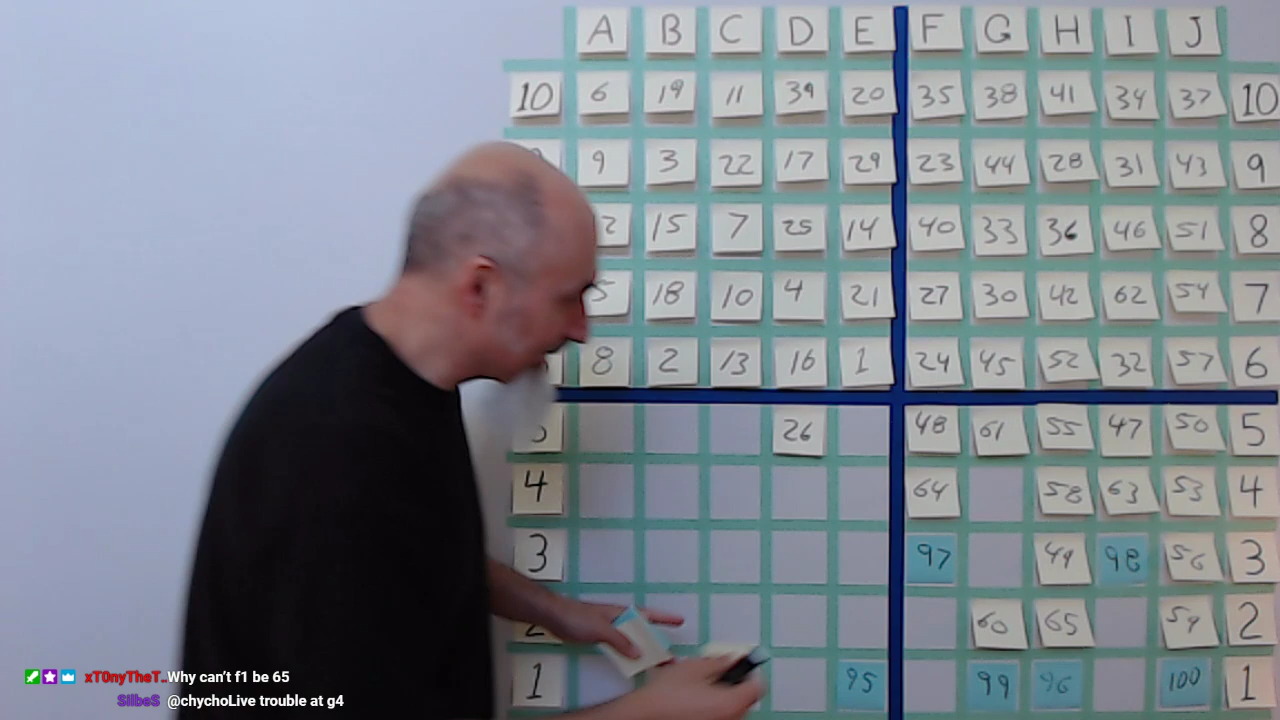 A B C D E F G H I J
10 6 19 11 39 20 35 38 41 34 37 10
9 3 22 17 29 23 44 28 31 43 9
2 15 7 25 14 40 33 36 46 51 8
5 18 10 4 21 27 30 42 62 54 7
8 2 13 16 1 24 45 52 32 57 6
26 48 61 55 47 50 5
4 64 58 63 53 4
3 97 49 98 56 3
2 60 65 59 2
1 95 99 96 100 1
xT0nyTheT.. Why can't f1 be 65
SIlbeS @chychoLive trouble at g4